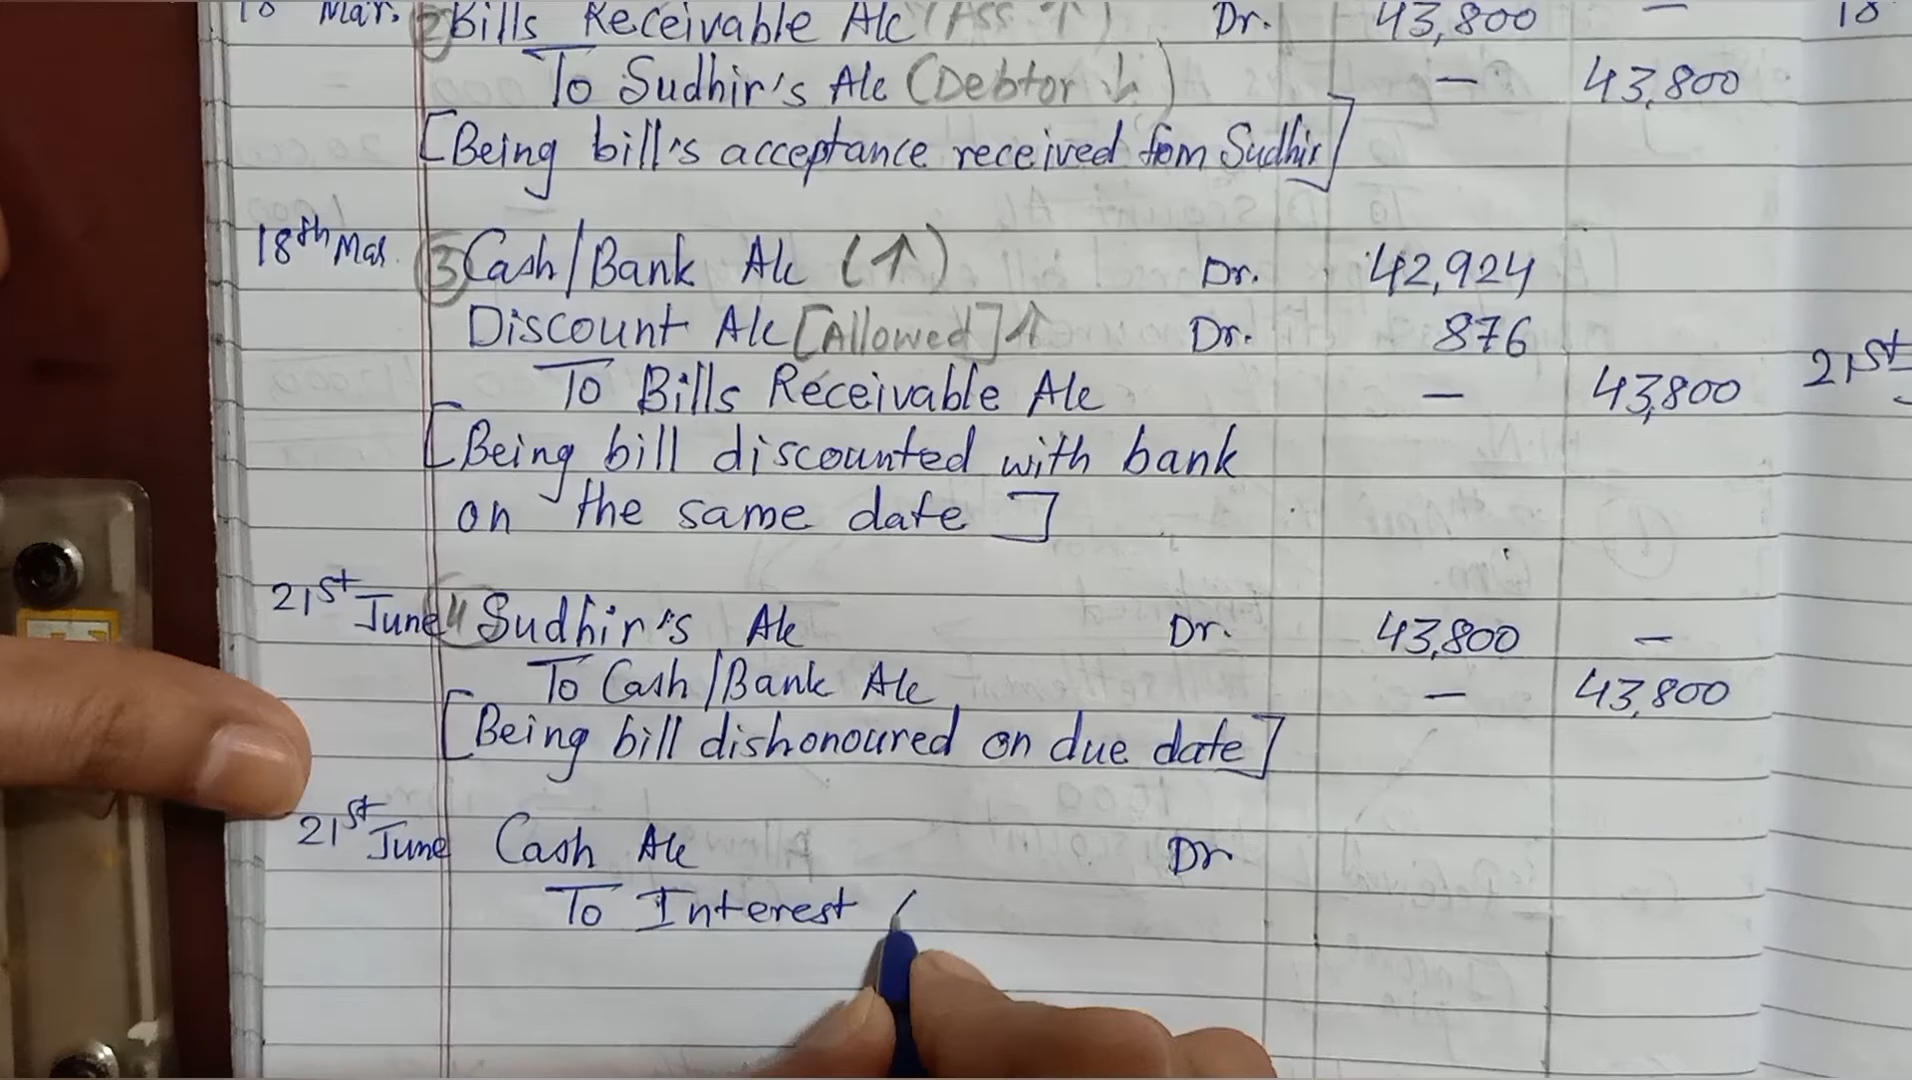 18 Mar. 2 Bills Receivable A/c (Ass. ↑) Dr. 43,800 — 18
To Sudhir's A/c (Debtor ↓) — 43,800
[Being bill's acceptance received from Sudhir]
18th Mar. 3 Cash/Bank A/c (↑) Dr. 42,924
Discount A/c [Allowed] ↑ Dr. 876
To Bills Receivable A/c — 43,800 21st
[Being bill discounted with bank
on the same date]
21st June 4 Sudhir's A/c Dr. 43,800 —
To Cash/Bank A/c — 43,800
[Being bill dishonoured on due date]
21st June Cash A/c Dr
To Interest (